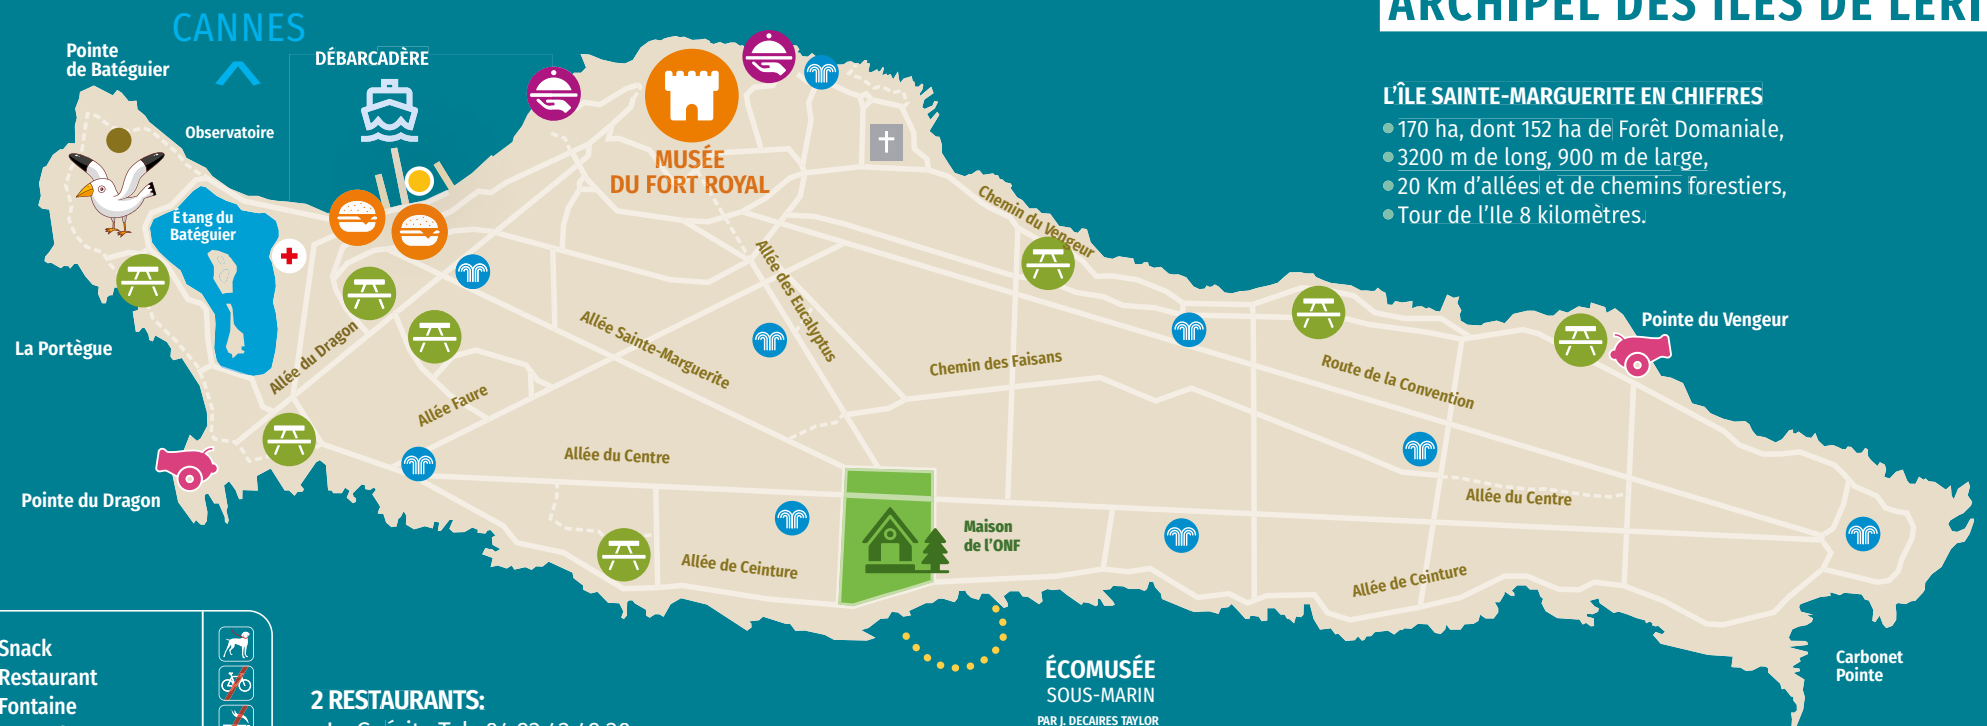 CANNES
ARCHIPEL DES ÎLES DE
Pointe
de Batéguier
DÉBARCADÈRE
Observatoire
L'ÎLE SAINTE-MARGUERITE EN CHIFFRES
170 ha, dont 152 ha de Forêt Domaniale,
3200 m de long, 900 m de large,
20 Km d'allées et de chemins forestiers,
Tour de l'Ile 8 kilomètres.
MUSÉE
DU FORT ROYAL
Étang du
Batéguier
Chemin du Vengeur
Allée des Eucalyptus
La Portègue
Allée du Dragon
Allée Sainte-Marguerite
Allée Faure
Chemin des Faisans
Route de la Convention
Pointe du Vengeur
Allée du Centre
Allée du Centre
Pointe du Dragon
Maison
de l'ONF
Allée de Ceinture
Allée de Ceinture
Snack
Restaurant
Fontaine
2 RESTAURANTS:
ÉCOMUSÉE
SOUS-MARIN
PAR J. DECAIRES TAYLOR
Carbonet
Pointe